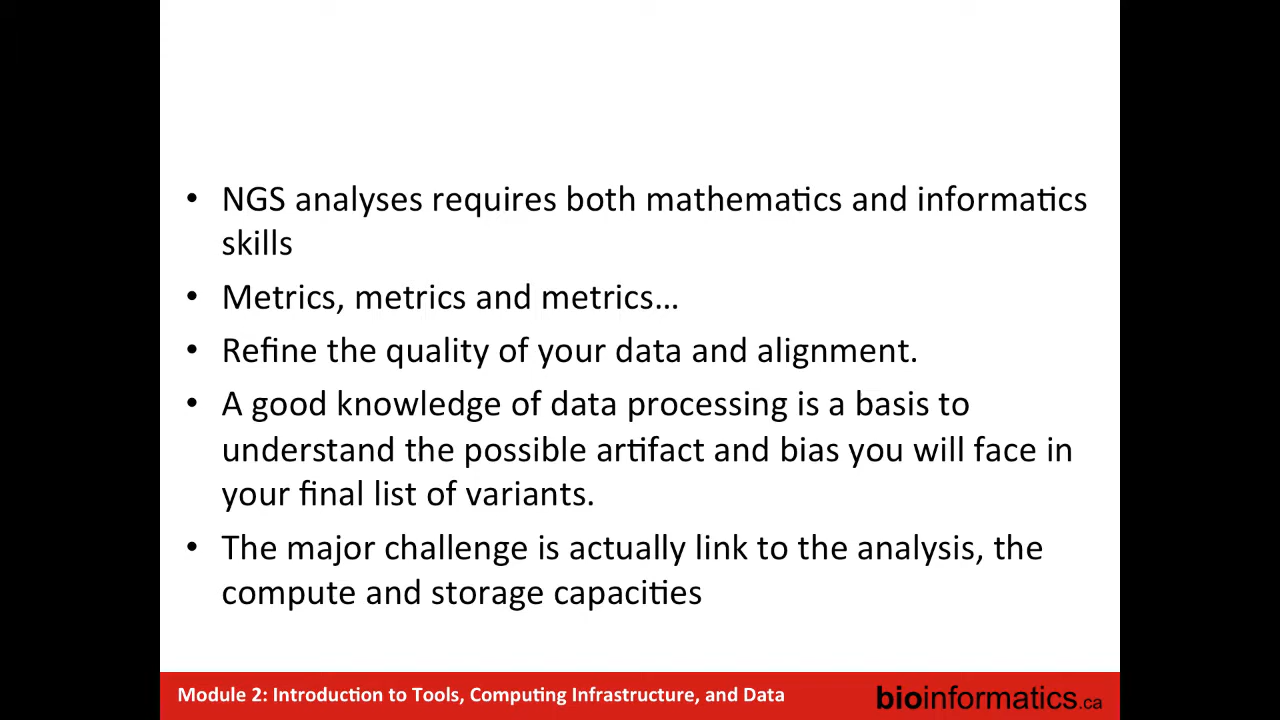 • NGS analyses requires both mathematics and informatics
skills
• Metrics, metrics and metrics…
• Refine the quality of your data and alignment.
• A good knowledge of data processing is a basis to
understand the possible artifact and bias you will face in
your final list of variants.
• The major challenge is actually link to the analysis, the
compute and storage capacities
Module 2: Introduction to Tools, Computing Infrastructure, and Data
bioinformatics.ca